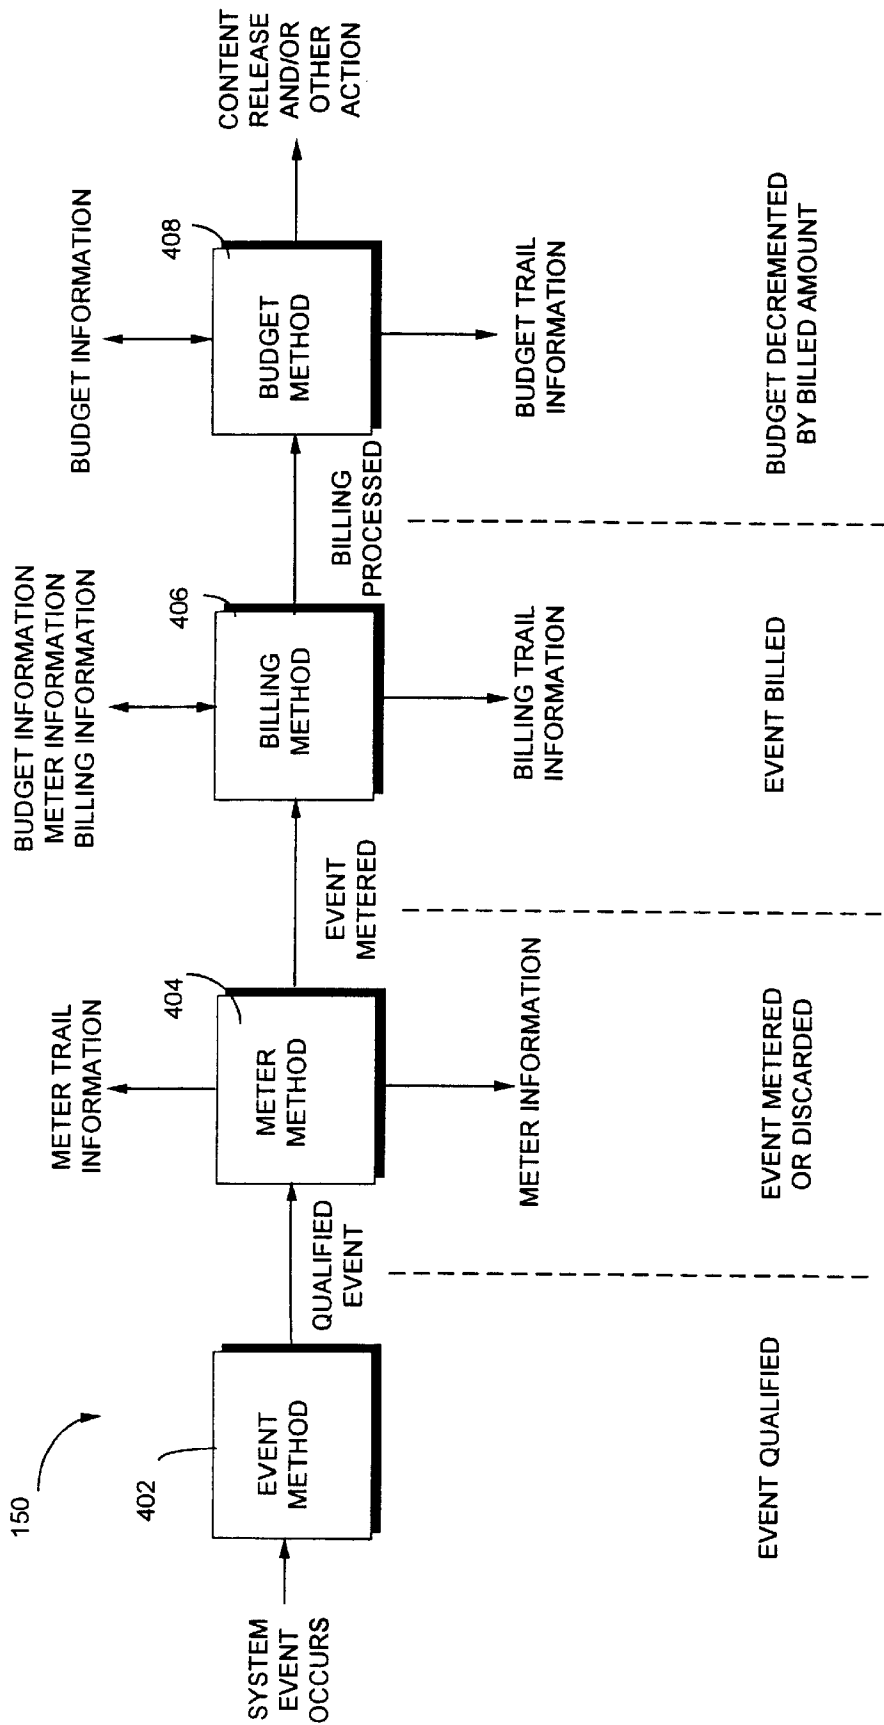 150
SYSTEM
EVENT
OCCURS
402
EVENT
METHOD
QUALIFIED
EVENT
METER TRAIL
INFORMATION
404
METER
METHOD
METER INFORMATION
EVENT
METERED
BUDGET INFORMATION
METER INFORMATION
BILLING INFORMATION
406
BILLING
METHOD
BILLING TRAIL
INFORMATION
BILLING
PROCESSED
BUDGET INFORMATION
408
BUDGET
METHOD
BUDGET TRAIL
INFORMATION
CONTENT
RELEASE
AND/OR
OTHER
ACTION
EVENT QUALIFIED
EVENT METERED
OR DISCARDED
EVENT BILLED
BUDGET DECREMENTED
BY BILLED AMOUNT